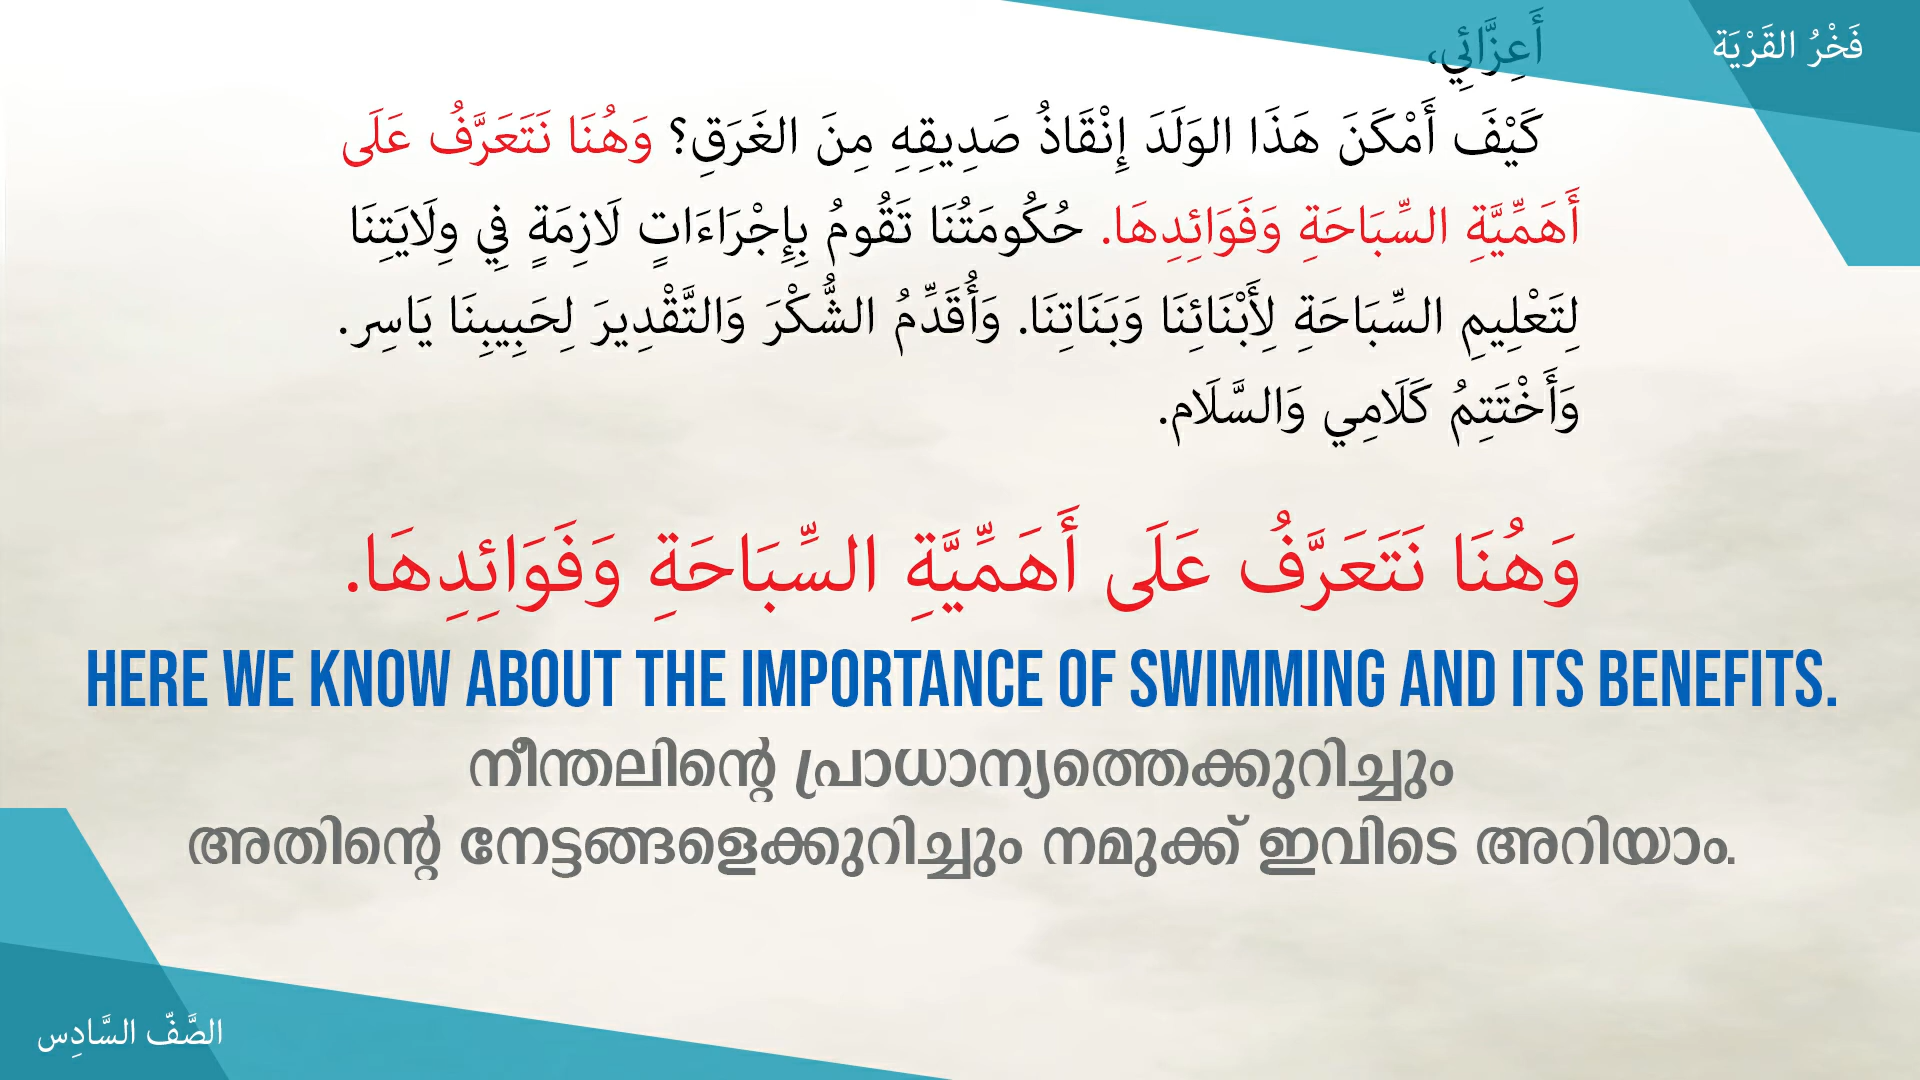 فَخْرُ القَرْيَة
أَعِزَّائِي،
كَيْفَ أَمْكَنَ هَذَا الوَلَدَ إِنْقَاذُ صَدِيقِهِ مِنَ الغَرَقِ؟ وَهُنَا نَتَعَرَّفُ عَلَى
أَهَمِّيَّةِ السِّبَاحَةِ وَفَوَائِدِهَا. حُكُومَتُنَا تَقُومُ بِإِجْرَاءَاتٍ لَازِمَةٍ فِي وِلَايَتِنَا
لِتَعْلِيمِ السِّبَاحَةِ لِأَبْنَائِنَا وَبَنَاتِنَا. وَأُقَدِّمُ الشُّكْرَ وَالتَّقْدِيرَ لِحَبِيبِنَا يَاسِر.
وَأَخْتَتِمُ كَلَامِي وَالسَّلَام.
وَهُنَا نَتَعَرَّفُ عَلَى أَهَمِّيَّةِ السِّبَاحَةِ وَفَوَائِدِهَا.
HERE WE KNOW ABOUT THE IMPORTANCE OF SWIMMING AND ITS BENEFITS.
നീന്തലിന്റെ പ്രാധാന്യത്തെക്കുറിച്ചും
അതിന്റെ നേട്ടങ്ങളെക്കുറിച്ചും നമുക്ക് ഇവിടെ അറിയാം.
الصَّفّ السَّادِس